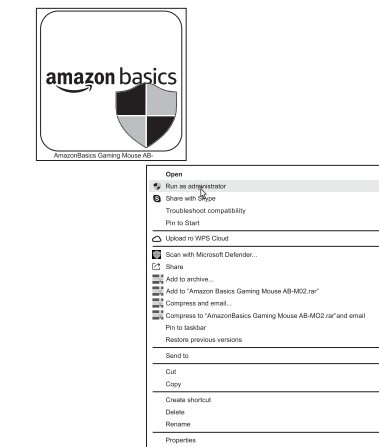 amazon basics
AmazonBasics Gaming Mouse AB-
Open
Run as administrator
Share with Skype
Troubleshoot compatibility
Pin to Start
Upload ro WPS Cloud
Scan with Microsoft Defender...
Share
Add to archive...
Add to "Amazon Basics Gaming Mouse AB-M02.rar"
Compress and email...
Compress to "AmazonBasics Gaming Mouse AB-MO2.rar"and email
Pin to taskbar
Restore previous versions
Send to
Cut
Copy
Create shortcut
Delete
Rename
Properties